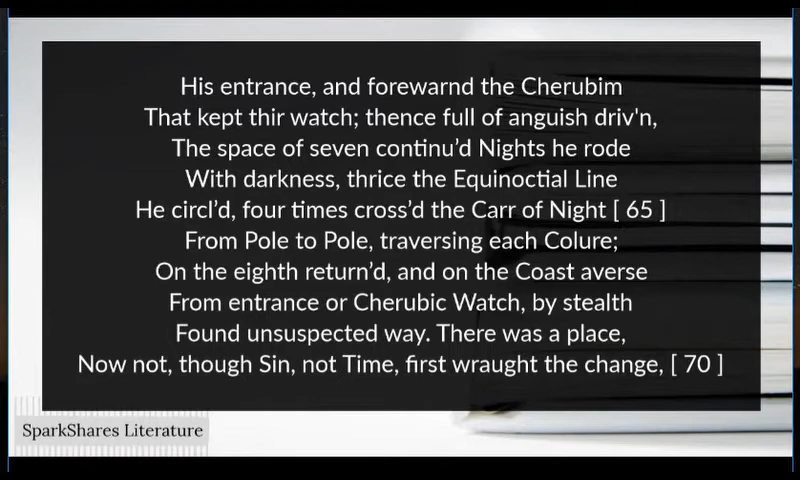 His entrance, and forewarnd the Cherubim
That kept thir watch; thence full of anguish driv'n,
The space of seven continu’d Nights he rode
With darkness, thrice the Equinoctial Line
He circl’d, four times cross’d the Carr of Night [ 65 ]
From Pole to Pole, traversing each Colure;
On the eighth return’d, and on the Coast averse
From entrance or Cherubic Watch, by stealth
Found unsuspected way. There was a place,
Now not, though Sin, not Time, first wraught the change, [ 70 ]
SparkShares Literature